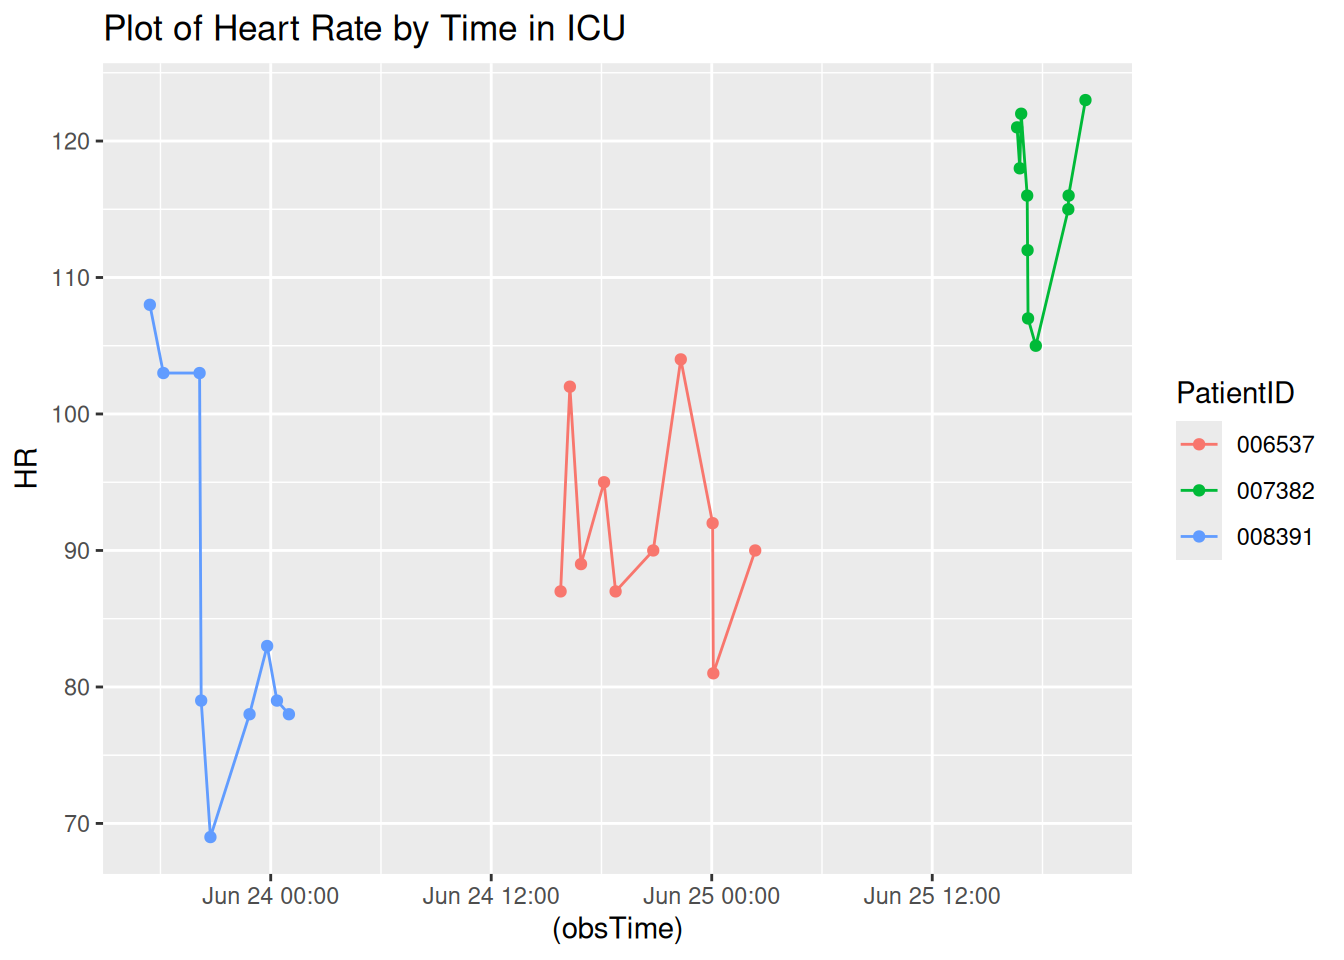 Plot of Heart Rate by Time in ICU
120
110
100
90
80
70
HR
Jun 24 00:00 Jun 24 12:00 Jun 25 00:00 Jun 25 12:00
(obsTime)
PatientID
006537
007382
008391